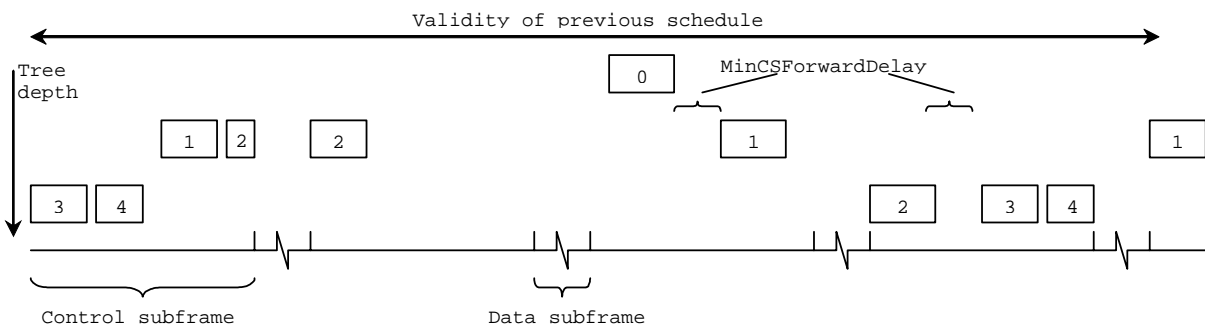 Validity of previous schedule
Tree
depth
0
MinCSForwardDelay
1
2
2
1
1
3
4
2
3
4
Control subframe
Data subframe